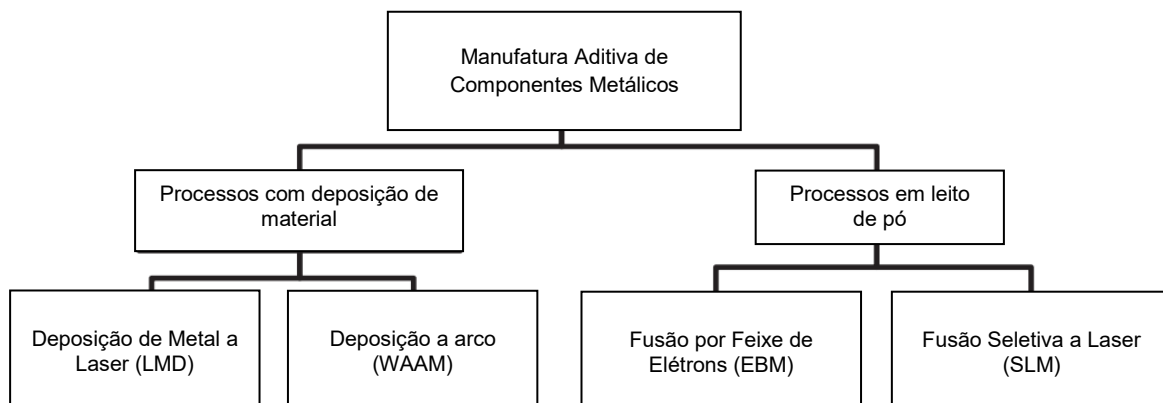 Manufatura Aditiva de
Componentes Metálicos
Processos com deposição de
material
Processos em leito
de pó
Deposição de Metal a
Laser (LMD)
Deposição a arco
(WAAM)
Fusão por Feixe de
Elétrons (EBM)
Fusão Seletiva a Laser
(SLM)